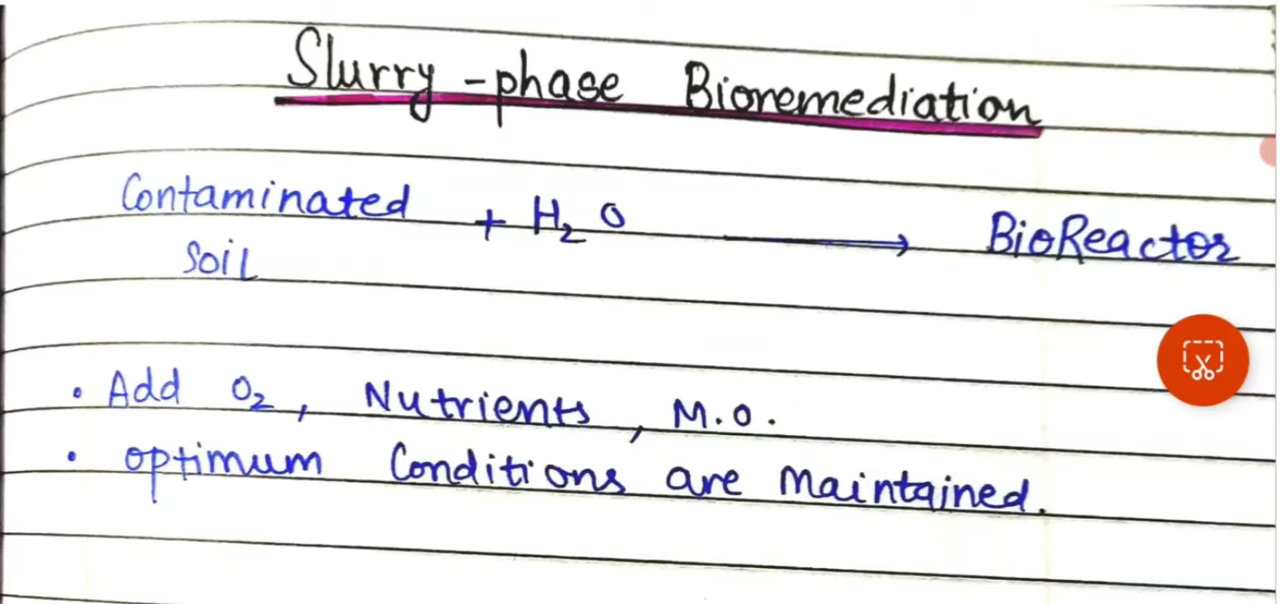 Slurry-phase Bioremediation
Contaminated + H₂O ⟶ BioReactor
Soil
• Add O₂, Nutrients, M.O.
• optimum Conditions are maintained.